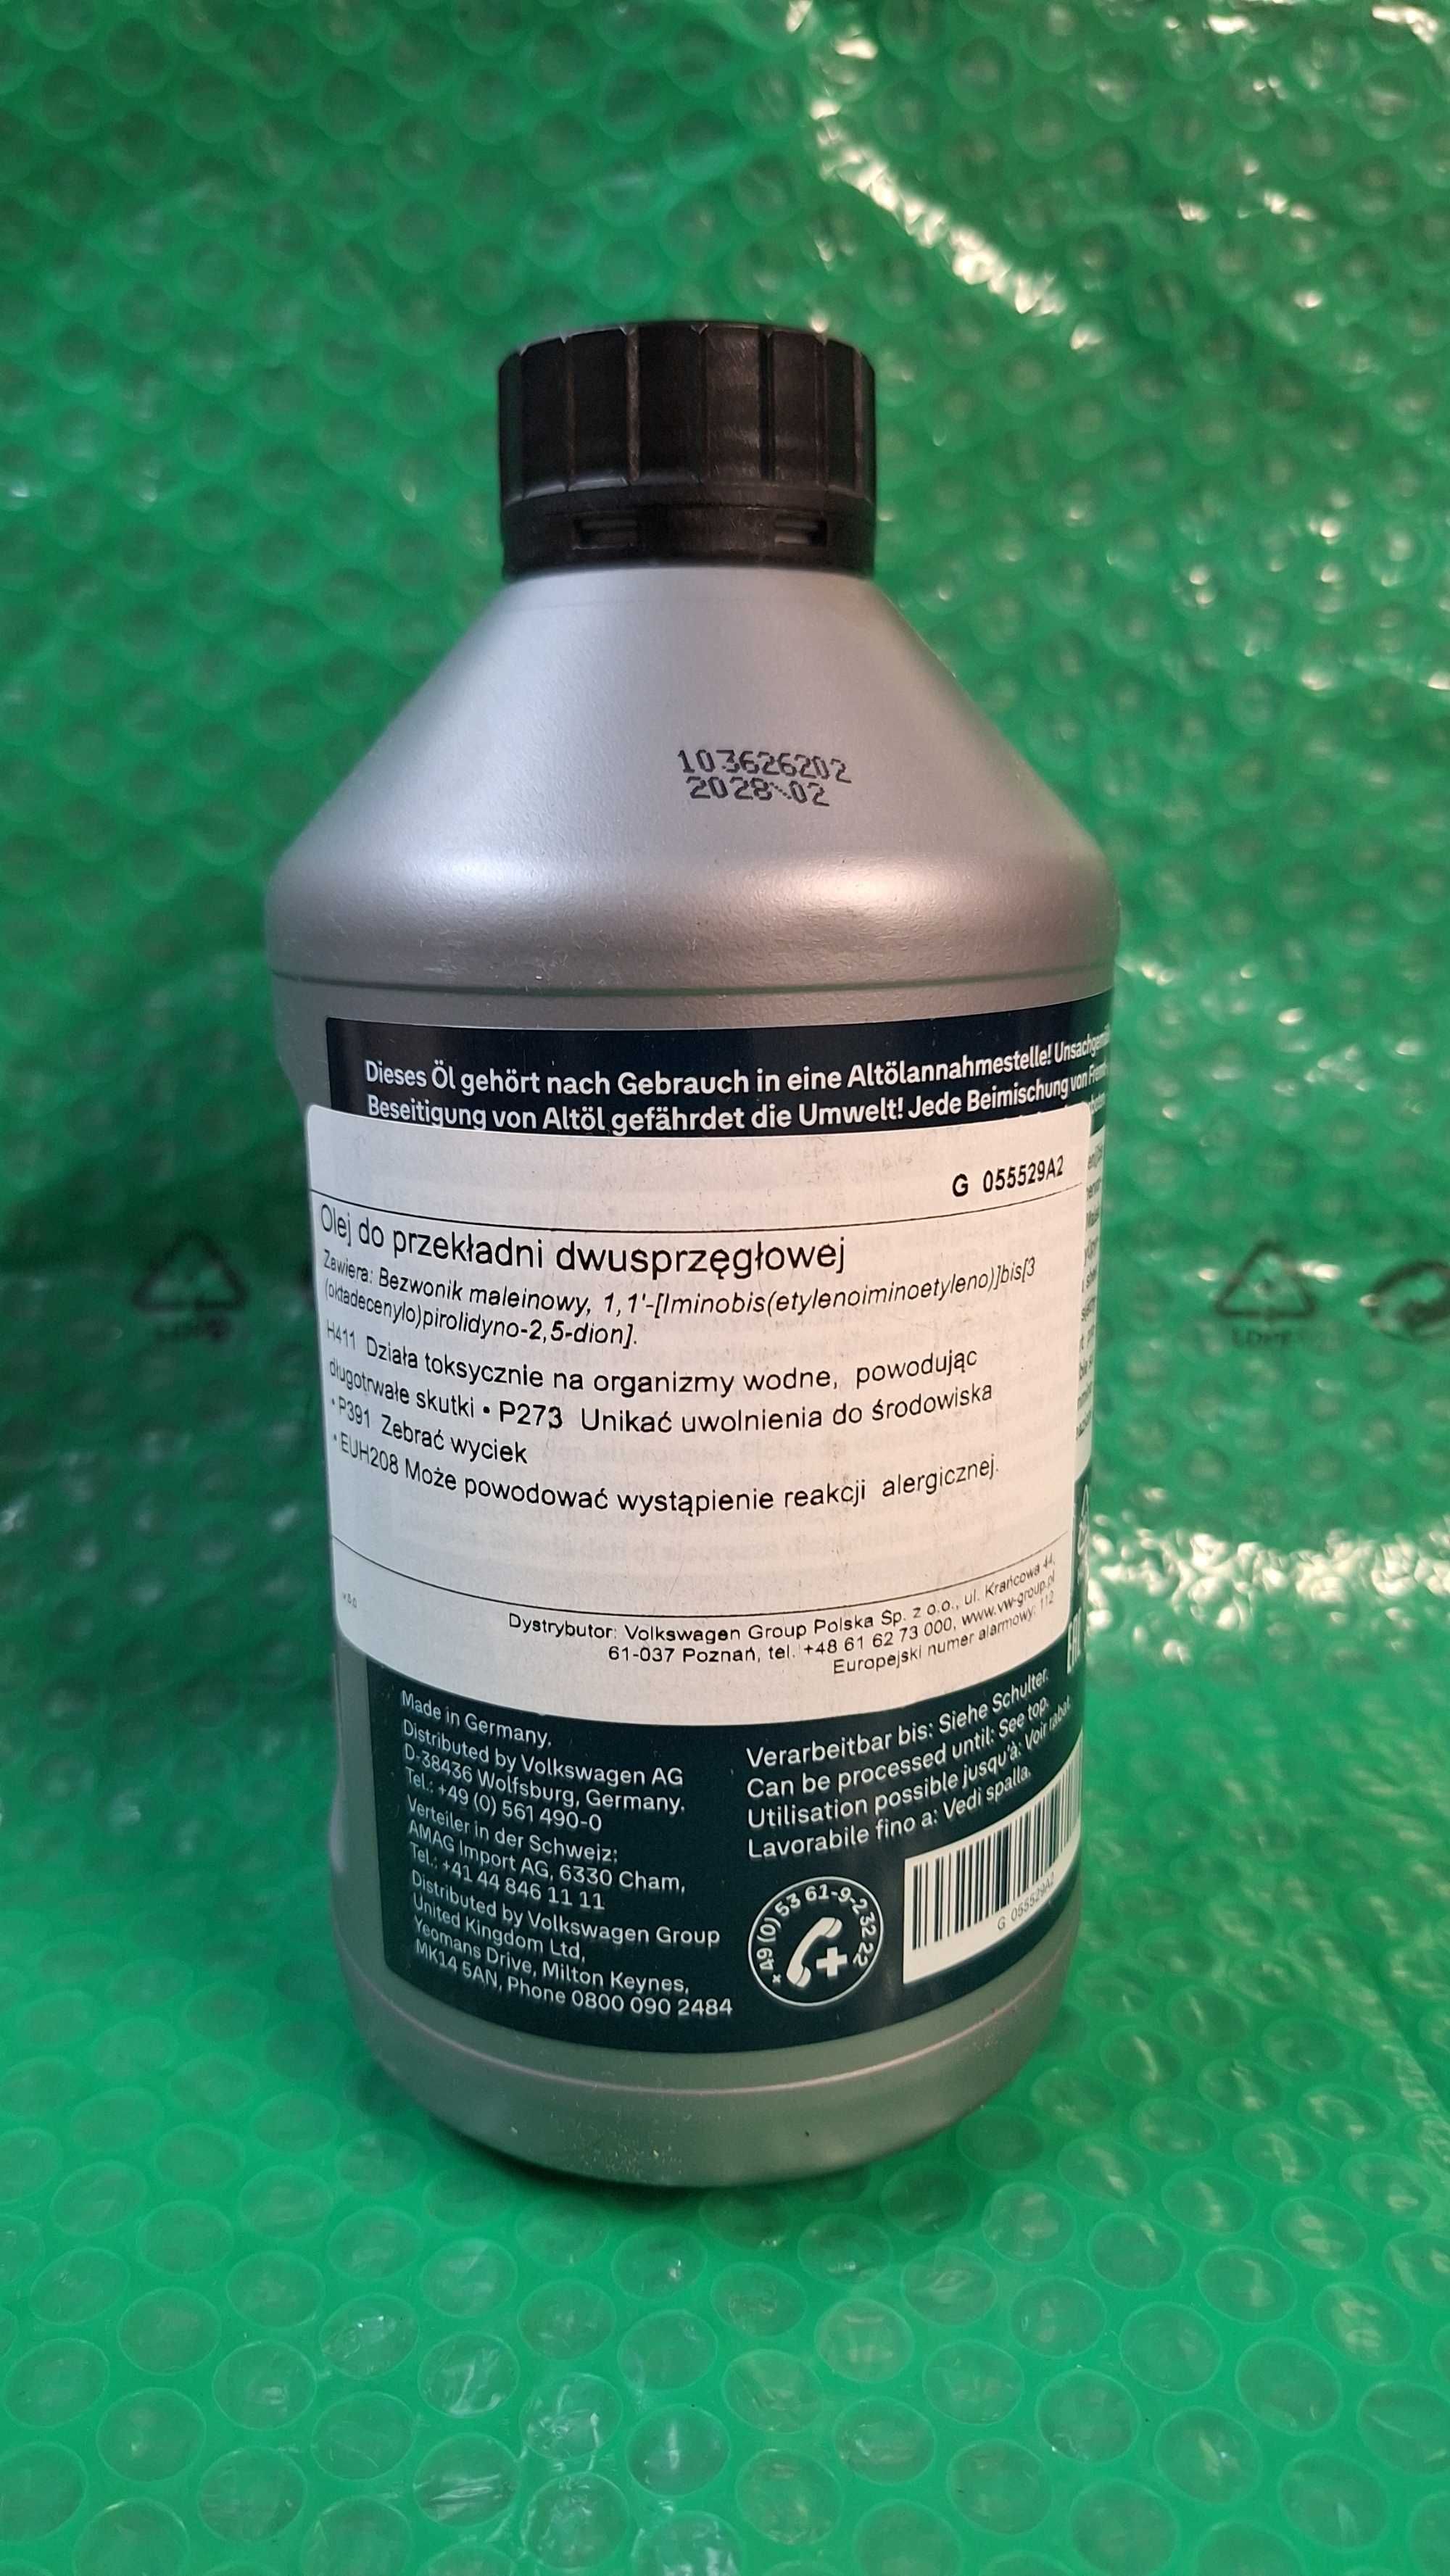 103626202
2028\02
Dieses Öl gehört nach Gebrauch in eine Altölannahmestelle!
Beseitigung von Altöl gefährdet die Umwelt! Jede Beimischung von
G 055529A2
Olej do przekładni dwusprzęgłowej
Zawiera: Bezwonik maleinowy, 1,1'-[Iminobis(etylenoiminoetyleno)]bis[3
(oktadecenylo)pirolidyno-2,5-dion].
H411 Działa toksycznie na organizmy wodne, powodując
długotrwałe skutki • P273 Unikać uwolnienia do środowiska
• P391 Zebrać wyciek
• EUH208 Może powodować wystąpienie reakcji alergicznej.
Dystrybutor: Volkswagen Group Polska Sp. z o.o., ul. Krańcowa 44,
61-037 Poznań, tel. +48 61 62 73 000, www.vw-group.pl
Europejski numer alarmowy: 112
Made in Germany,
Distributed by Volkswagen AG
D-38436 Wolfsburg, Germany.
Tel.: +49 (0) 561 490-0
Verteiler in der Schweiz:
AMAG Import AG, 6330 Cham,
Tel.: +41 44 846 11 11
Distributed by Volkswagen Group
United Kingdom Ltd,
Yeomans Drive, Milton Keynes,
MK14 5AN, Phone 0800 090 2484
Verarbeitbar bis: Siehe Schulter.
Can be processed until: See top.
Utilisation possible jusqu'à: Voir rabat
Lavorabile fino a: Vedi spalla.
+49 (0) 53 61-9-2 32 22
G 055529A2
LDPE